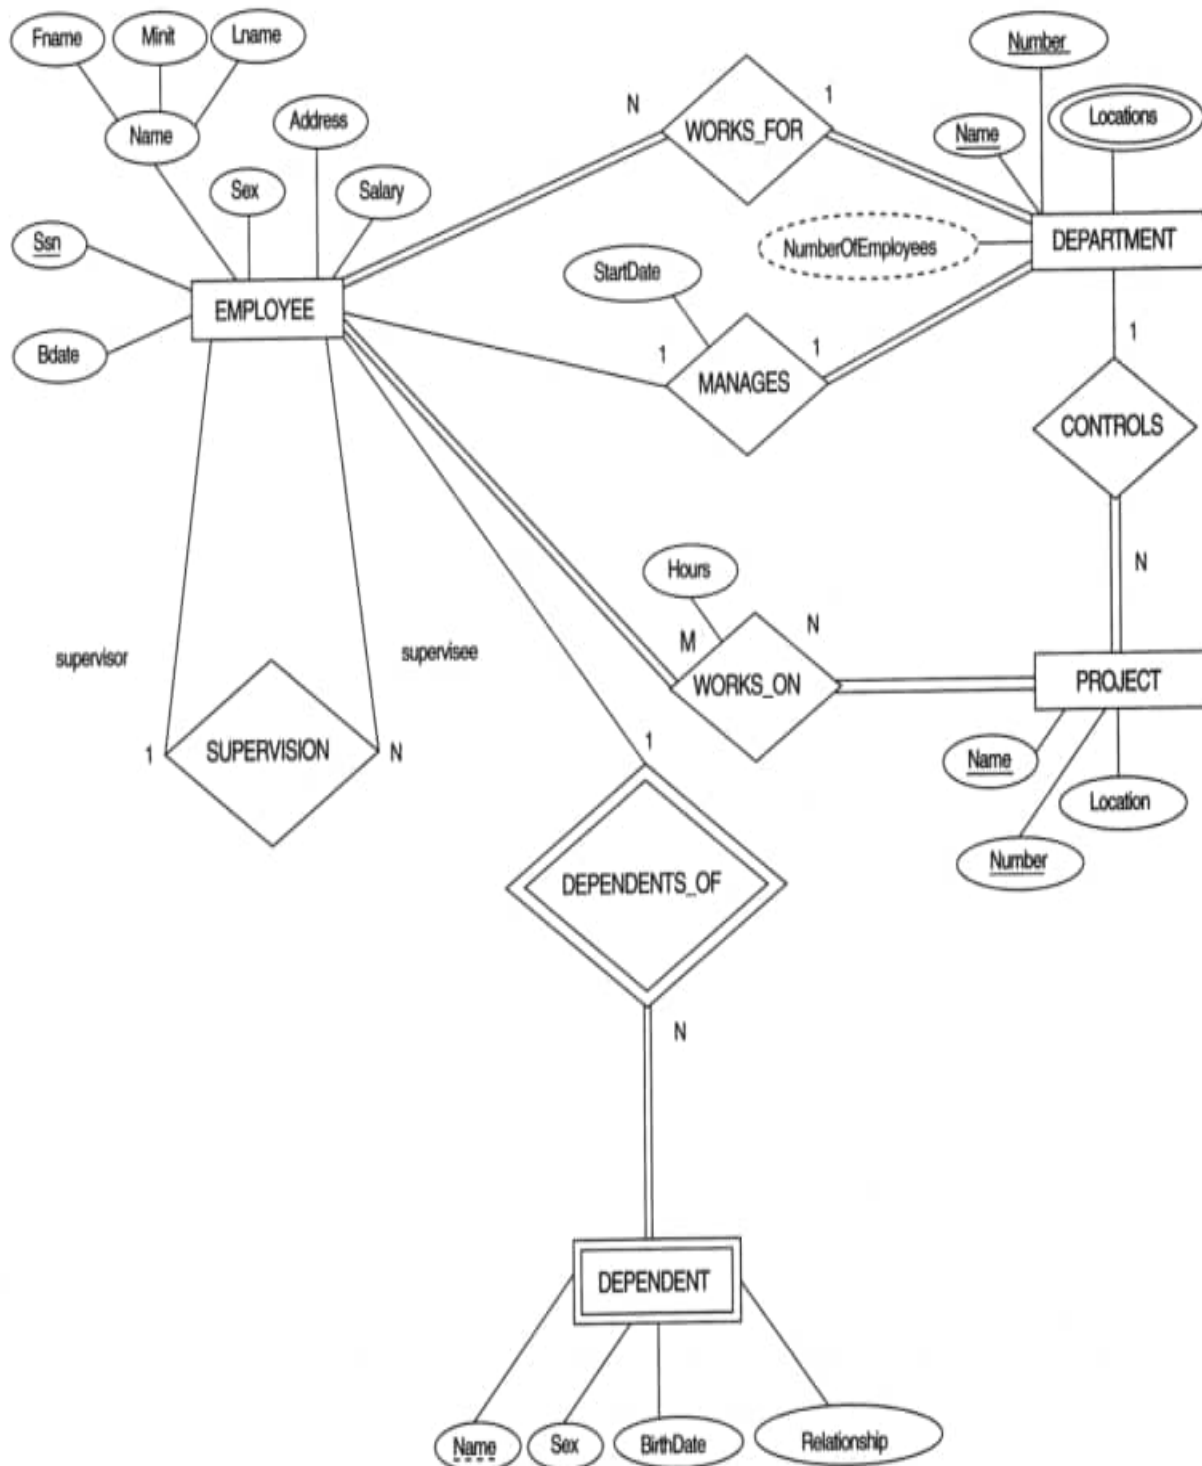 Fname
Minit
Lname
Number
Name
Address
N
1
WORKS_FOR
Locations
Name
Sex
Salary
Ssn
NumberOfEmployees
DEPARTMENT
StartDate
EMPLOYEE
Bdate
1
1
MANAGES
1
CONTROLS
Hours
N
M
N
supervisor
supervisee
WORKS_ON
PROJECT
1
SUPERVISION
N
1
Name
Location
Number
DEPENDENTS_OF
N
DEPENDENT
Name
Sex
BirthDate
Relationship